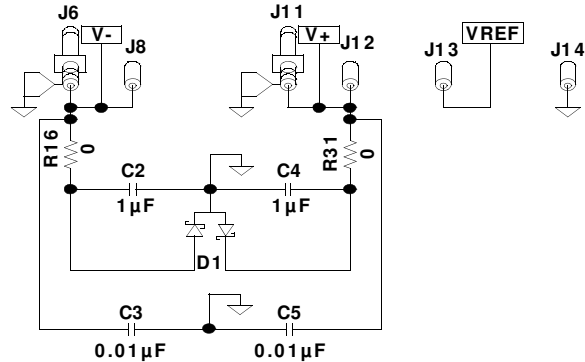 J6
V-
J8
J11
V+
J12
J13
VREF
J14
R16
0
R31
0
C2
1µF
C4
1µF
D1
C3
0.01µF
C5
0.01µF